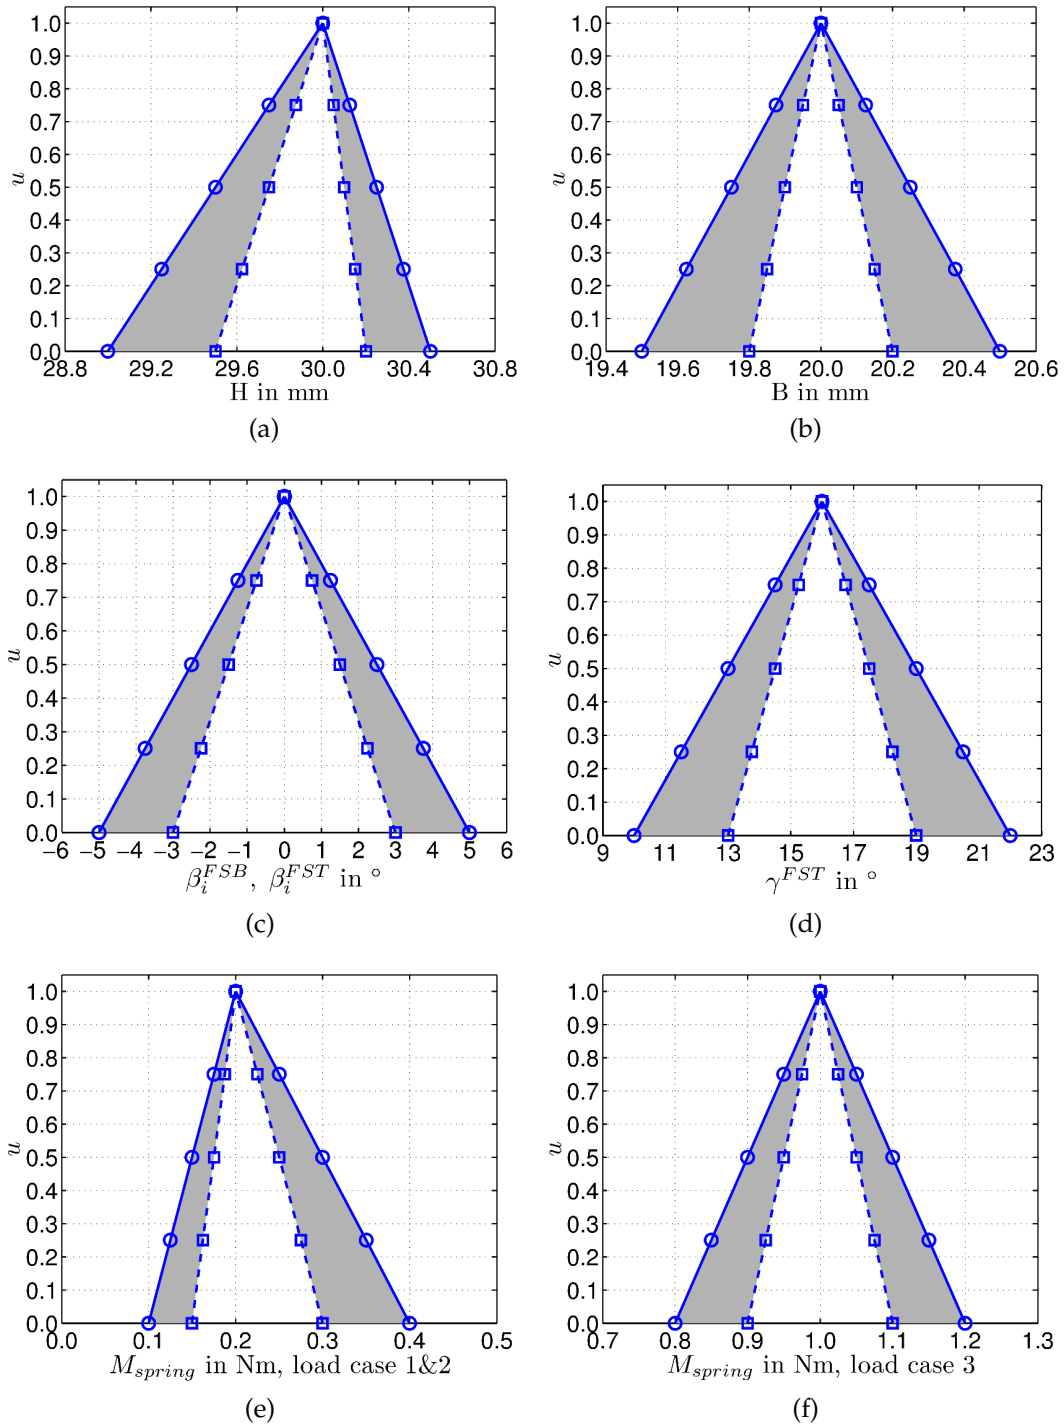 1.0 0.9 0.8 0.7 0.6 0.5 0.4 0.3 0.2 0.1 0.0
u
28.8 29.2 29.6 30.0 30.4 30.8
H in mm
(a)
1.0 0.9 0.8 0.7 0.6 0.5 0.4 0.3 0.2 0.1 0.0
u
19.4 19.6 19.8 20.0 20.2 20.4 20.6
B in mm
(b)
1.0 0.9 0.8 0.7 0.6 0.5 0.4 0.3 0.2 0.1 0.0
u
−6 −5 −4 −3 −2 −1 0 1 2 3 4 5 6
β_i^{FSB}, β_i^{FST} in °
(c)
1.0 0.9 0.8 0.7 0.6 0.5 0.4 0.3 0.2 0.1 0.0
u
9 11 13 15 17 19 21 23
γ^{FST} in °
(d)
1.0 0.9 0.8 0.7 0.6 0.5 0.4 0.3 0.2 0.1 0.0
u
0.0 0.1 0.2 0.3 0.4 0.5
M_{spring} in Nm, load case 1&2
(e)
1.0 0.9 0.8 0.7 0.6 0.5 0.4 0.3 0.2 0.1 0.0
u
0.7 0.8 0.9 1.0 1.1 1.2 1.3
M_{spring} in Nm, load case 3
(f)